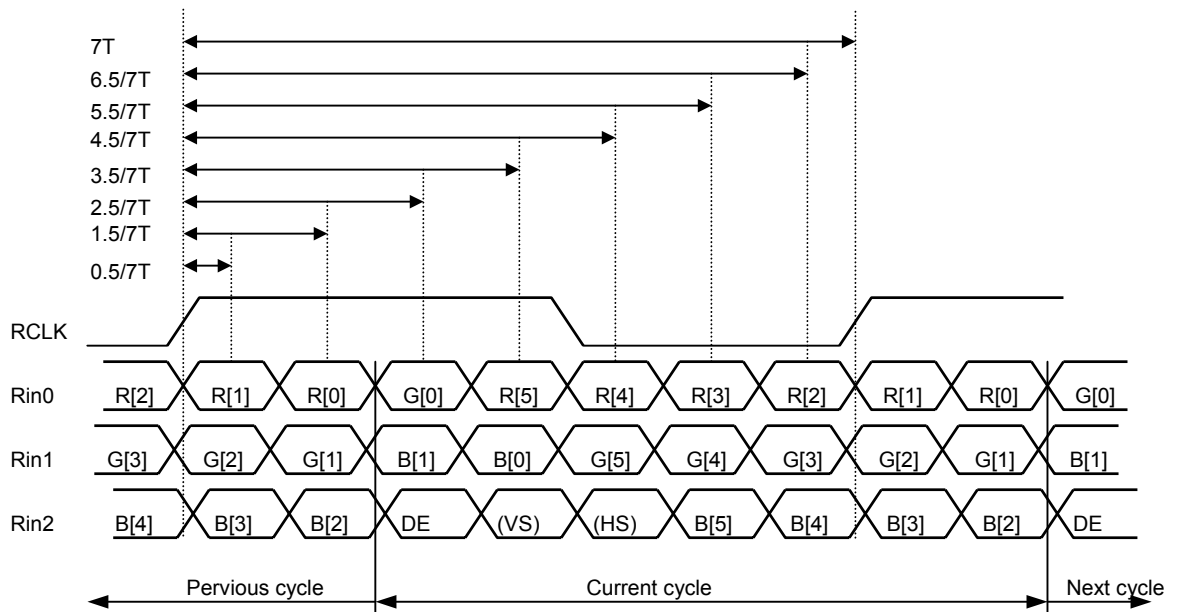 7T
6.5/7T
5.5/7T
4.5/7T
3.5/7T
2.5/7T
1.5/7T
0.5/7T
RCLK
Rin0 R[2] R[1] R[0] G[0] R[5] R[4] R[3] R[2] R[1] R[0] G[0]
Rin1 G[3] G[2] G[1] B[1] B[0] G[5] G[4] G[3] G[2] G[1] B[1]
Rin2 B[4] B[3] B[2] DE (VS) (HS) B[5] B[4] B[3] B[2] DE
Pervious cycle Current cycle Next cycle